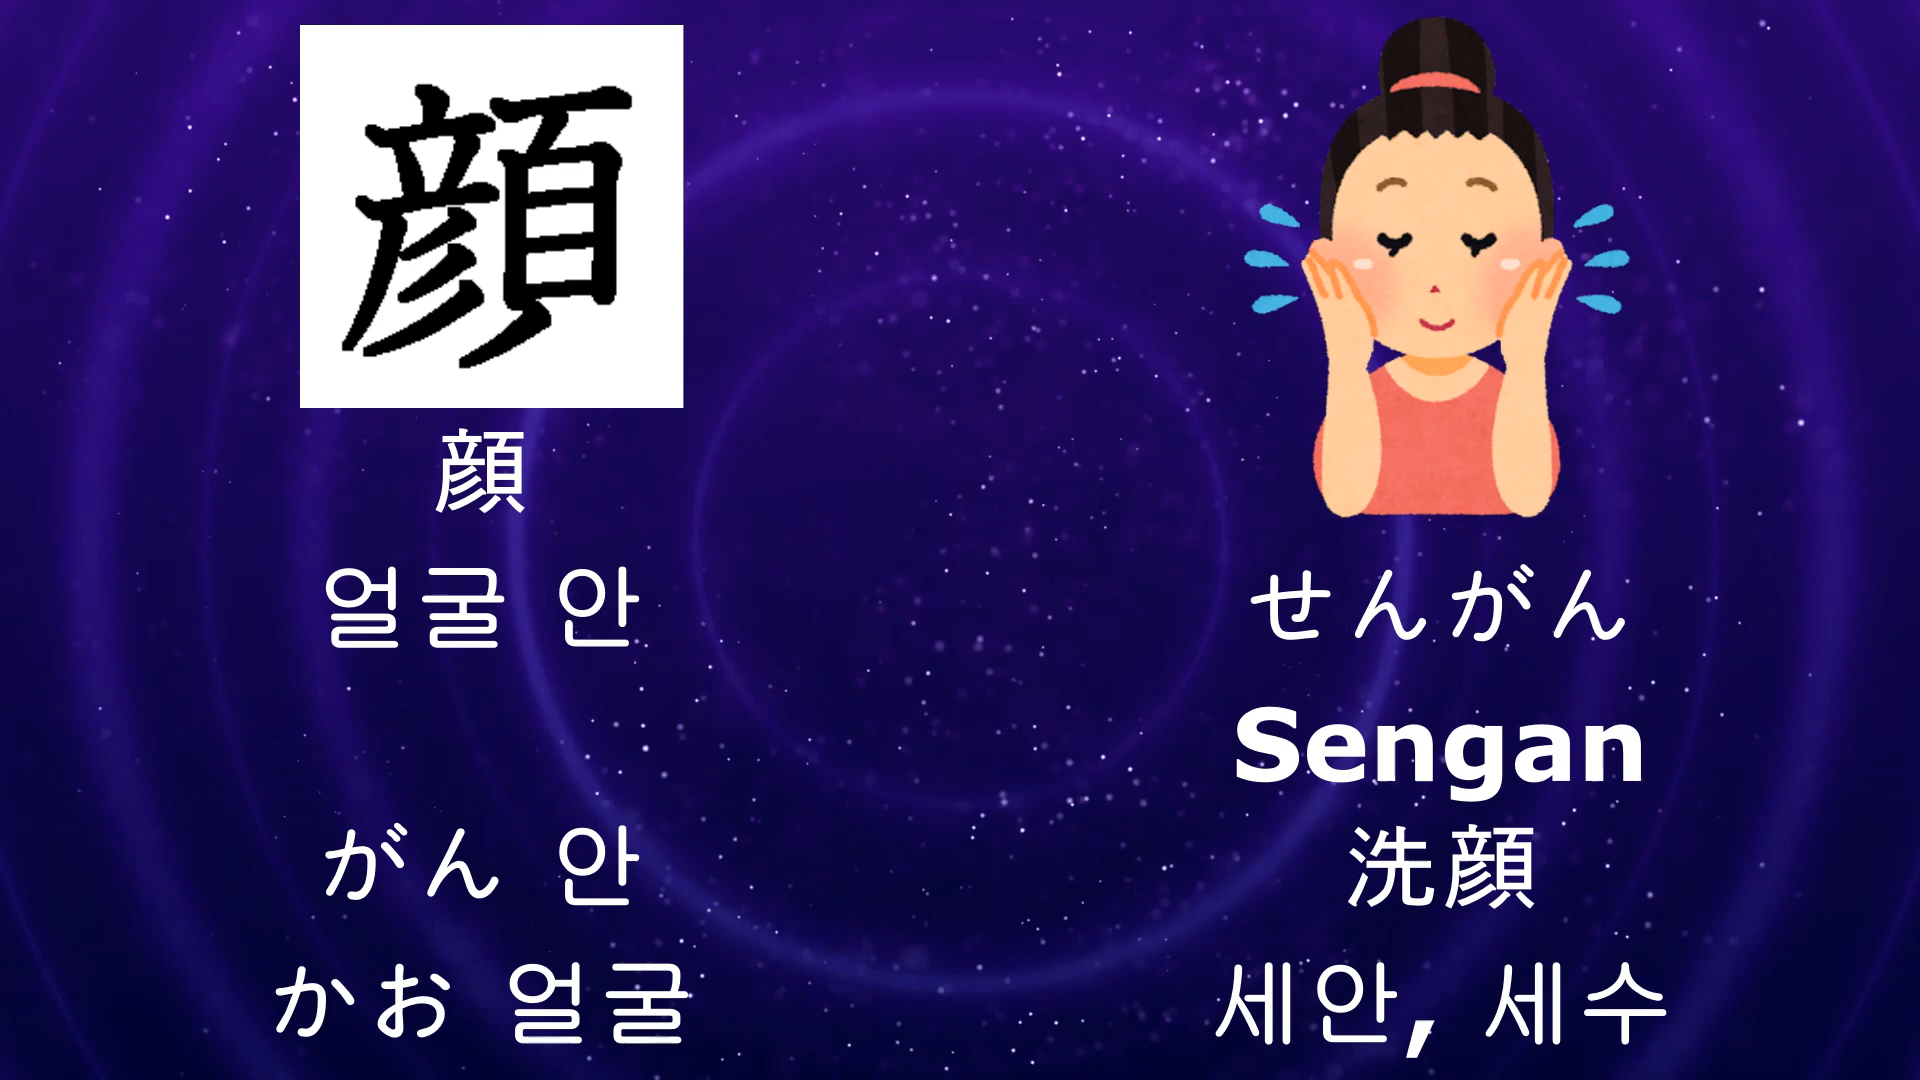 顔
顔
얼굴 안
がん 안
かお 얼굴
せんがん
Sengan
洗顔
세안, 세수